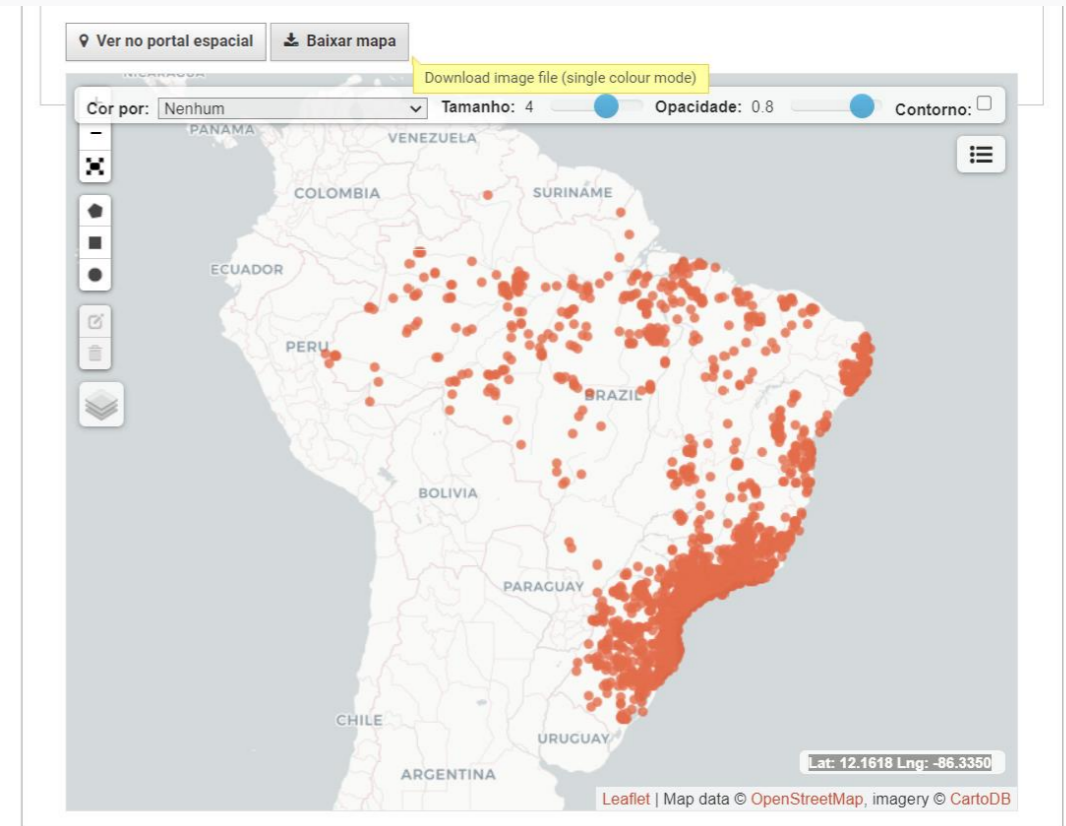 Ver no portal espacial
Baixar mapa
Download image file (single colour mode)
NICARAGUA
Cor por: Nenhum Tamanho: 4 Opacidade: 0.8 Contorno:
PANAMA
VENEZUELA
COLOMBIA
SURINAME
ECUADOR
PERU
BRAZIL
BOLIVIA
PARAGUAY
CHILE
URUGUAY
ARGENTINA
Lat: 12.1618 Lng: -86.3350
Leaflet | Map data © OpenStreetMap, imagery © CartoDB